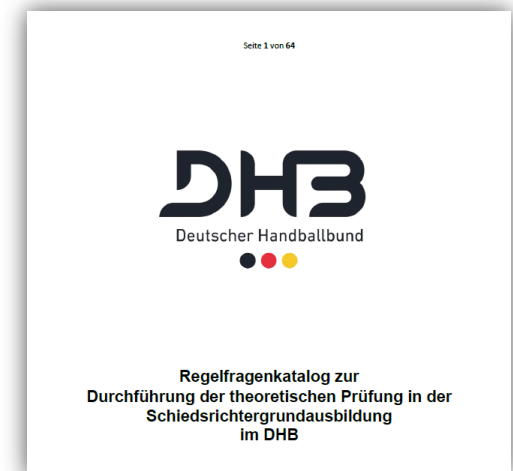 Seite 1 von 64
DHB
Deutscher Handballbund
Regelfragenkatalog zur
Durchführung der theoretischen Prüfung in der
Schiedsrichtergrundausbildung
im DHB